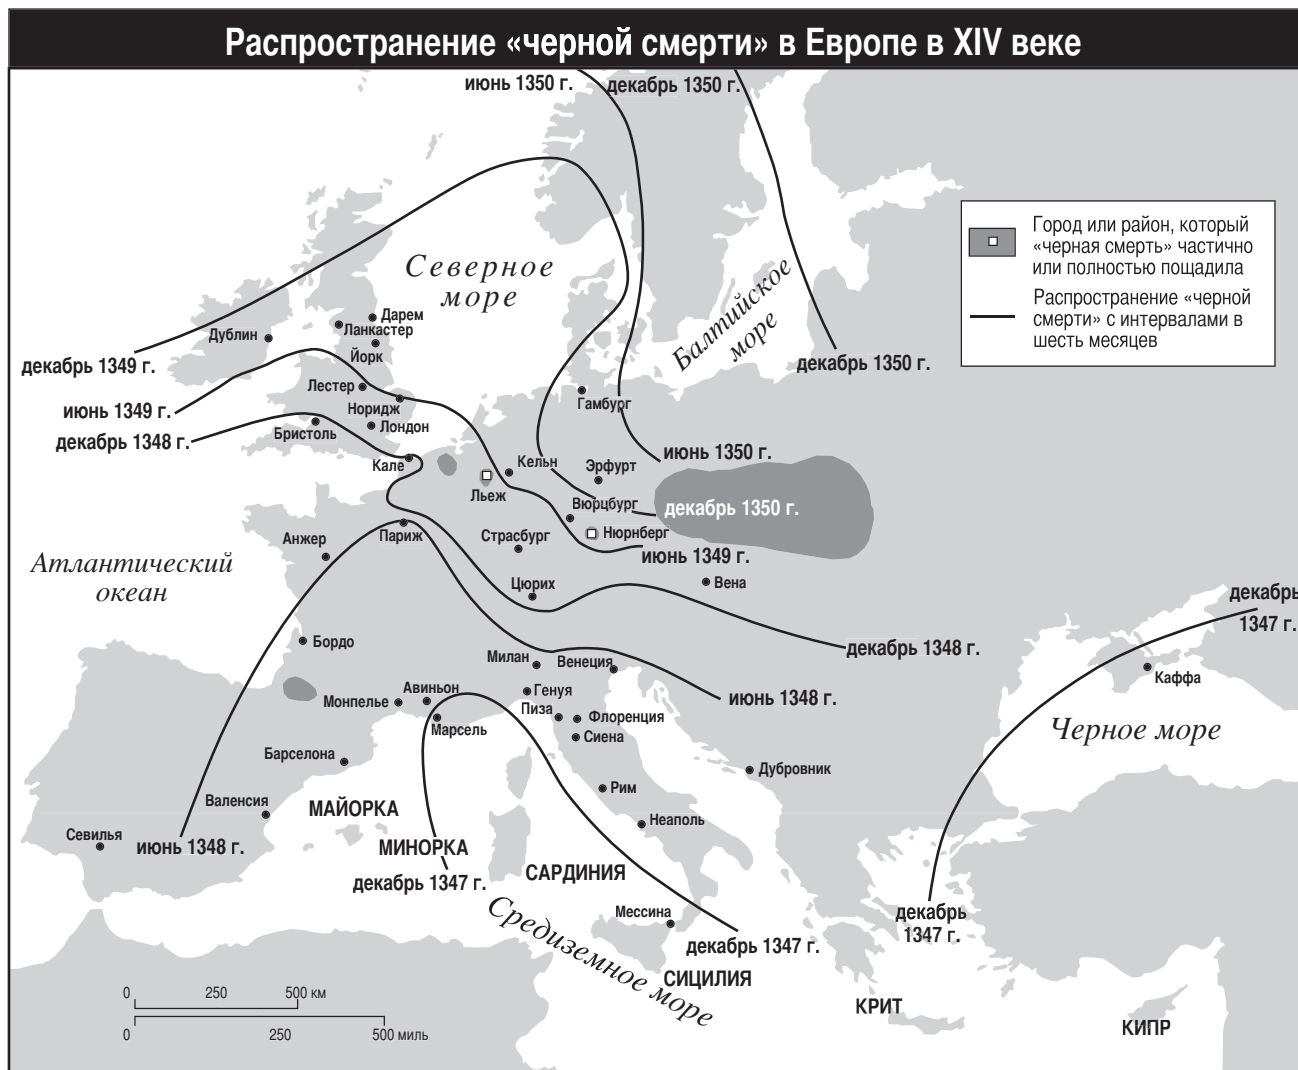 Распространение «черной смерти» в Европе в XIV веке
июнь 1350 г.
декабрь 1350 г.
Город или район, который
«черная смерть» частично
или полностью пощадила
Распространение «черной
смерти» с интервалами в
шесть месяцев
Северное
море
Балтийское
море
Дарем
Ланкастер
Дублин
Йорк
декабрь 1349 г.
декабрь 1350 г.
Лестер
июнь 1349 г.
Норидж
Гамбург
декабрь 1348 г.
Бристоль
Лондон
июнь 1350 г.
Кале
Кельн
Эрфурт
Льеж
Вюрцбург
декабрь 1350 г.
Париж
Страсбург
Нюрнберг
Анжер
июнь 1349 г.
Атлантический
океан
Цюрих
Вена
декабрь
1347 г.
Бордо
декабрь 1348 г.
Милан
Венеция
Каффа
Авиньон
Генуя
июнь 1348 г.
Монпелье
Пиза
Флоренция
Марсель
Сиена
Черное море
Барселона
Дубровник
Рим
Валенсия
МАЙОРКА
Неаполь
Севилья
июнь 1348 г.
МИНОРКА
декабрь 1347 г.
САРДИНИЯ
Средиземное море
Мессина
декабрь
1347 г.
декабрь 1347 г.
СИЦИЛИЯ
КРИТ
КИПР
0 250 500 км
0 250 500 миль